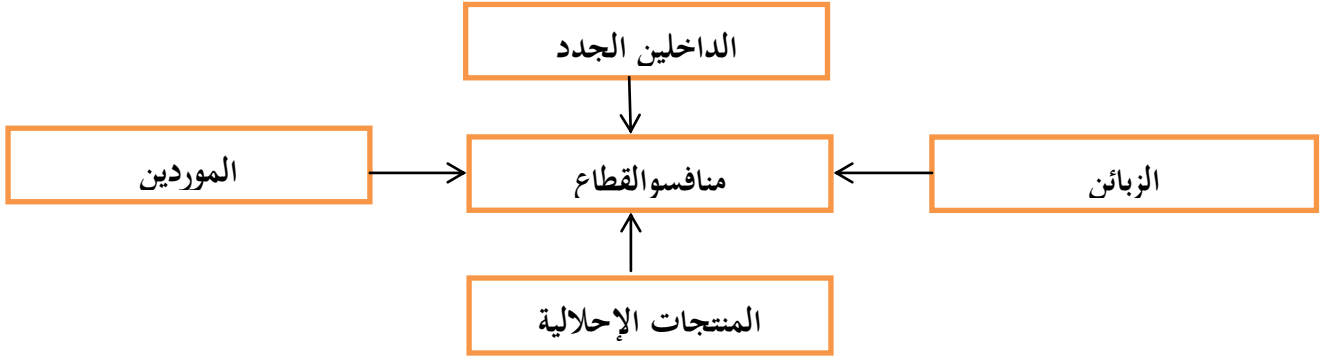 الداخلين الجدد
الزبائن
منافسوالقطاع
الموردين
المنتجات الإحلالية